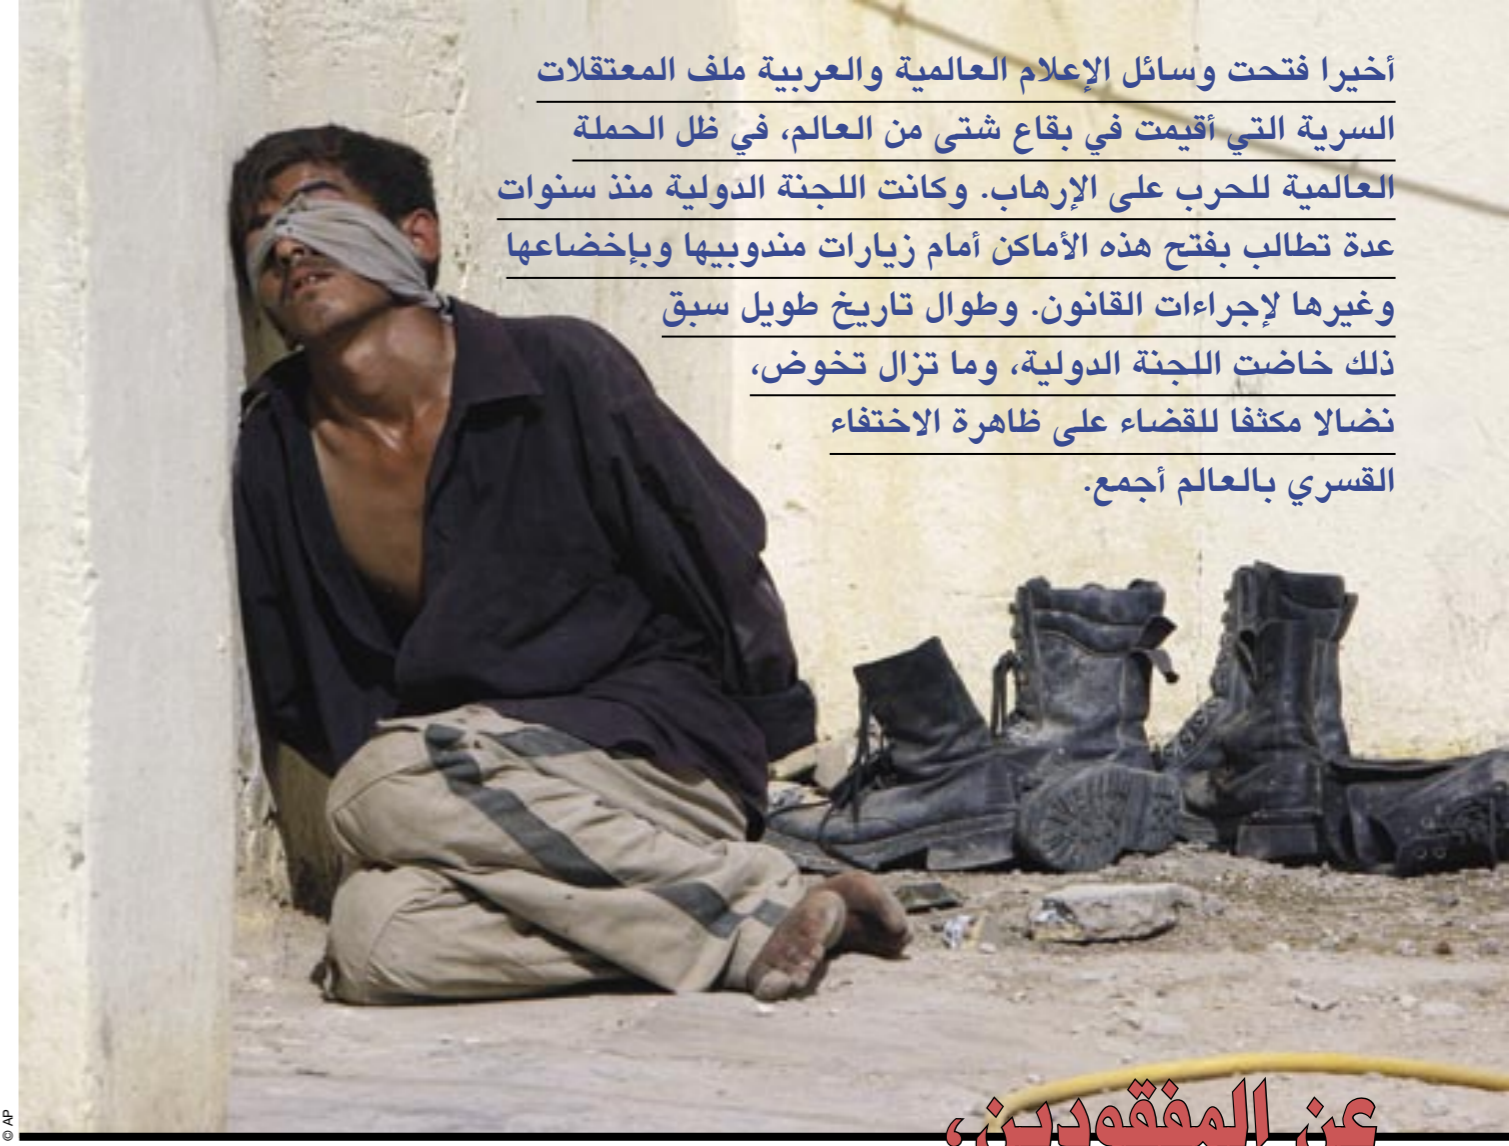 أخيرا فتحت وسائل الإعلام العالمية والعربية ملف المعتقلات
السرية التي أقيمت في بقاع شتى من العالم، في ظل الحملة
العالمية للحرب على الإرهاب. وكانت اللجنة الدولية منذ سنوات
عدة تطالب بفتح هذه الأماكن أمام زيارات مندوبيها وبإخضاعها
وغيرها لإجراءات القانون. وطوال تاريخ طويل سبق
ذلك خاضت اللجنة الدولية، وما تزال تخوض،
نضالا مكثفا للقضاء على ظاهرة الاختفاء
القسري بالعالم أجمع.
عن المفقودين،
© AP